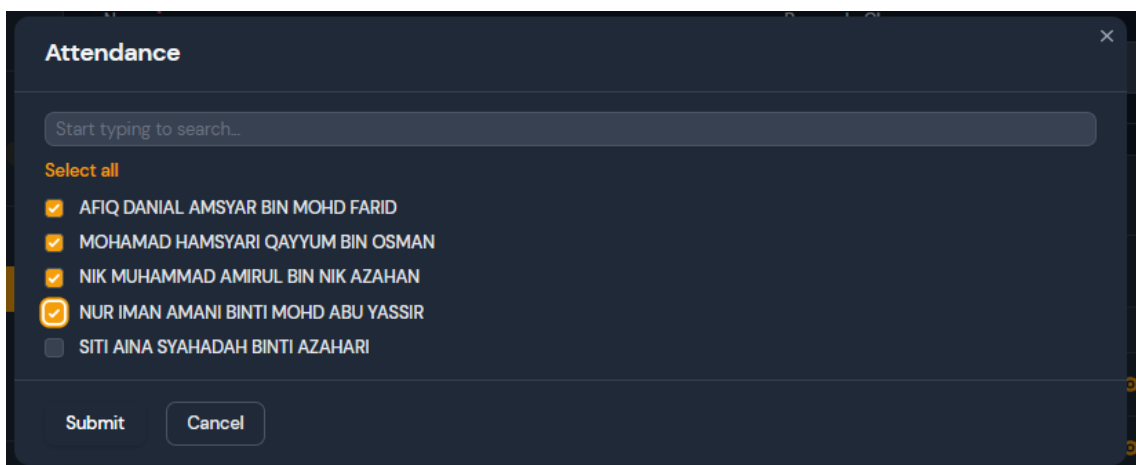 Attendance
Start typing to search...
Select all
AFIQ DANIAL AMSYAR BIN MOHD FARID
MOHAMAD HAMSYARI QAYYUM BIN OSMAN
NIK MUHAMMAD AMIRUL BIN NIK AZAHAN
NUR IMAN AMANI BINTI MOHD ABU YASSIR
SITI AINA SYAHADAH BINTI AZAHARI
Submit Cancel